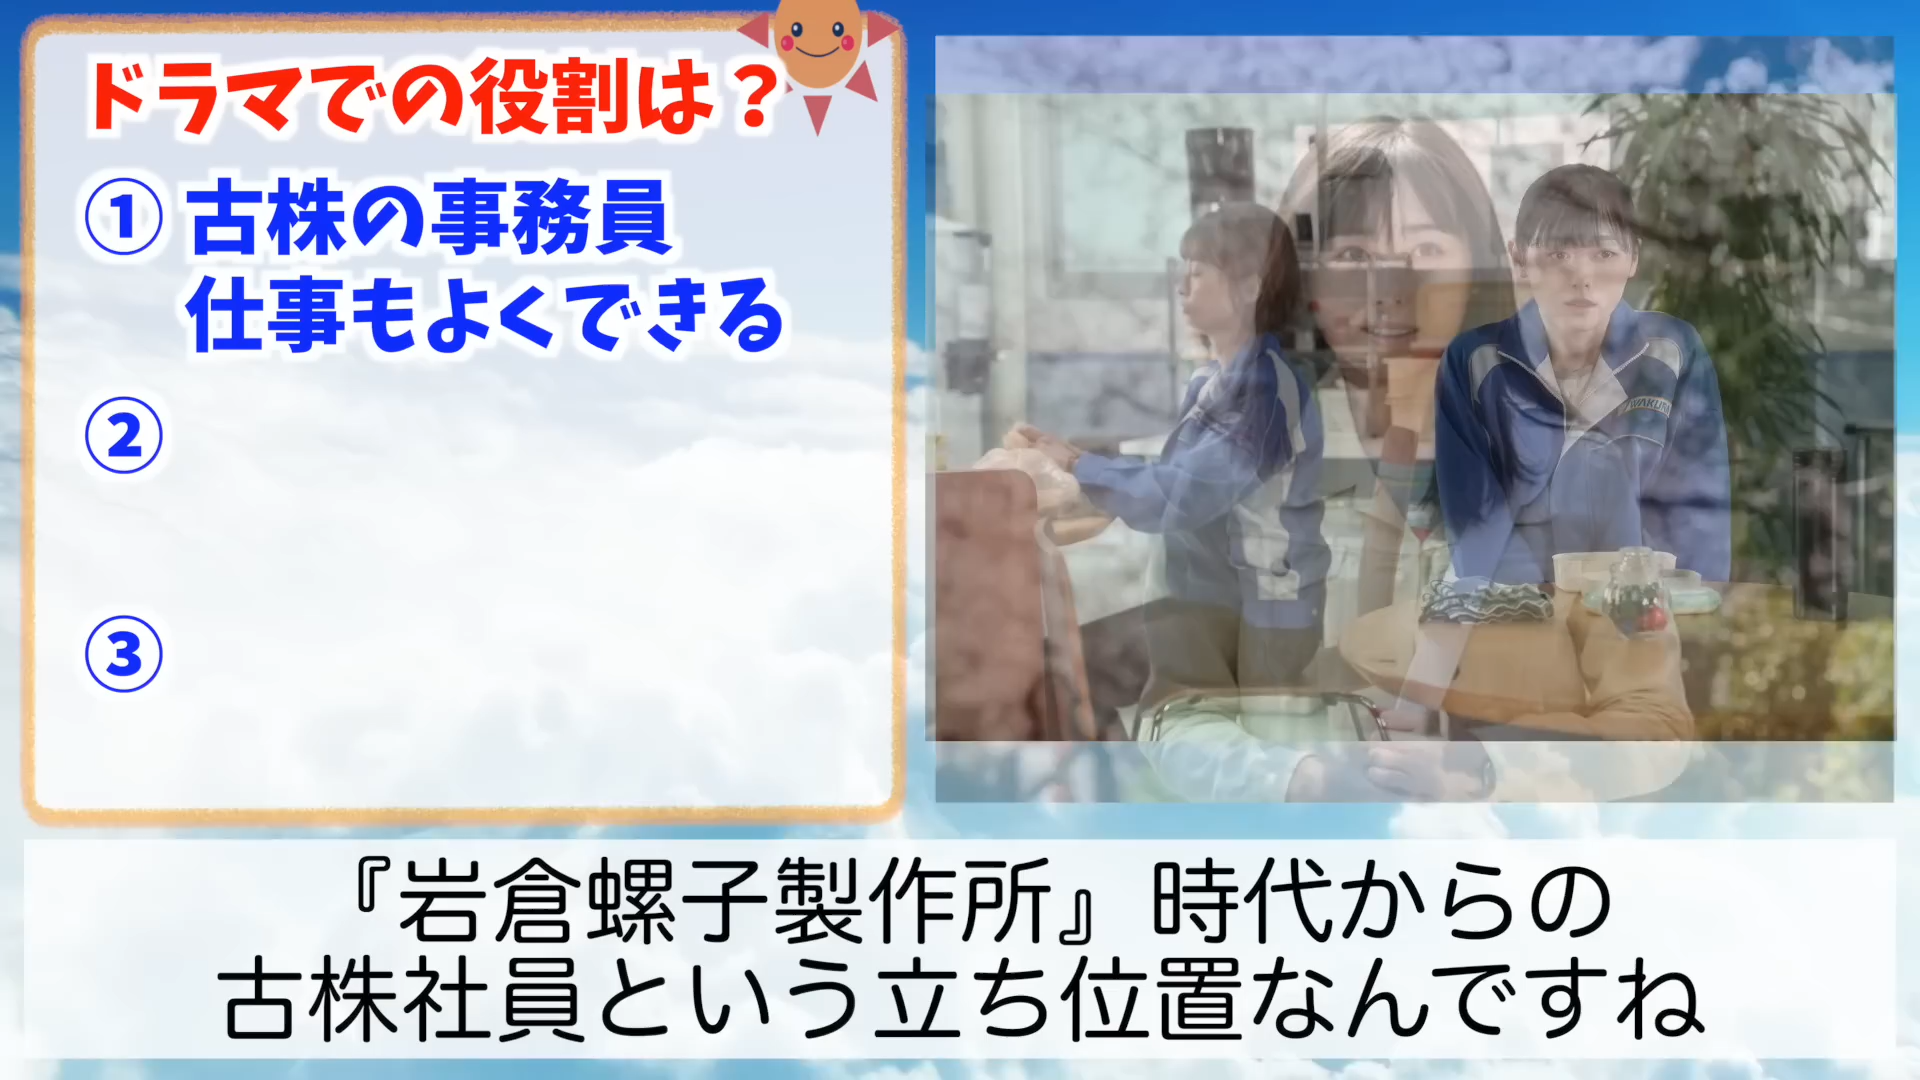 ドラマでの役割は？
① 古株の事務員
仕事もよくできる
②
③
『岩倉螺子製作所』時代からの
古株社員という立ち位置なんですね